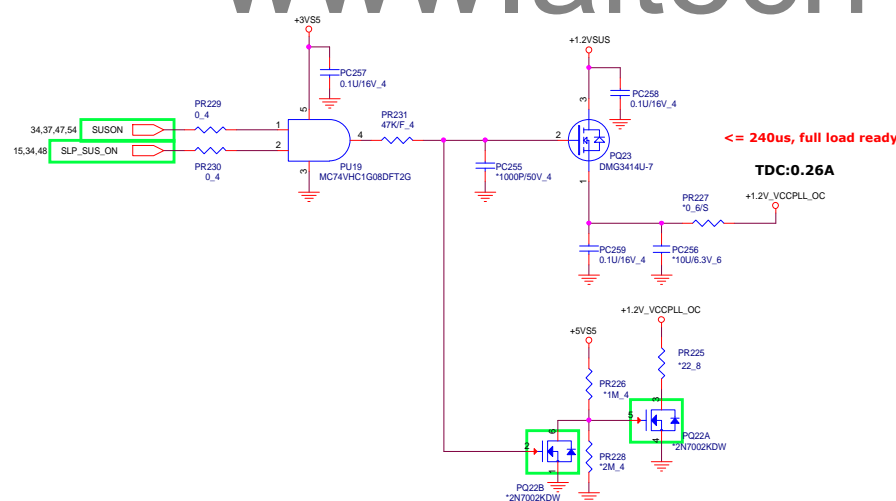 www.aitech
+3VS5
+1.2VSUS
PC257
0.1U/16V_4
PC258
0.1U/16V_4
PR229
0_4
5
3
34,37,47,54
SUSON
1
PR231
47K/F_4
4
2
<= 240us, full load ready
15,34,48
SLP_SUS_ON
2
PR230
0_4
3
PU19
MC74VHC1G08DFT2G
PC255
*1000P/50V_4
PQ23
DMG3414U-7
TDC:0.26A
1
PR227
*0_6/S
+1.2V_VCCPLL_OC
PC259
0.1U/16V_4
PC256
*10U/6.3V_6
+1.2V_VCCPLL_OC
+5VS5
PR225
*22_8
PR226
*1M_4
3
5
4
PQ22A
*2N7002KDW
6
2
1
PR228
*2M_4
PQ22B
*2N7002KDW